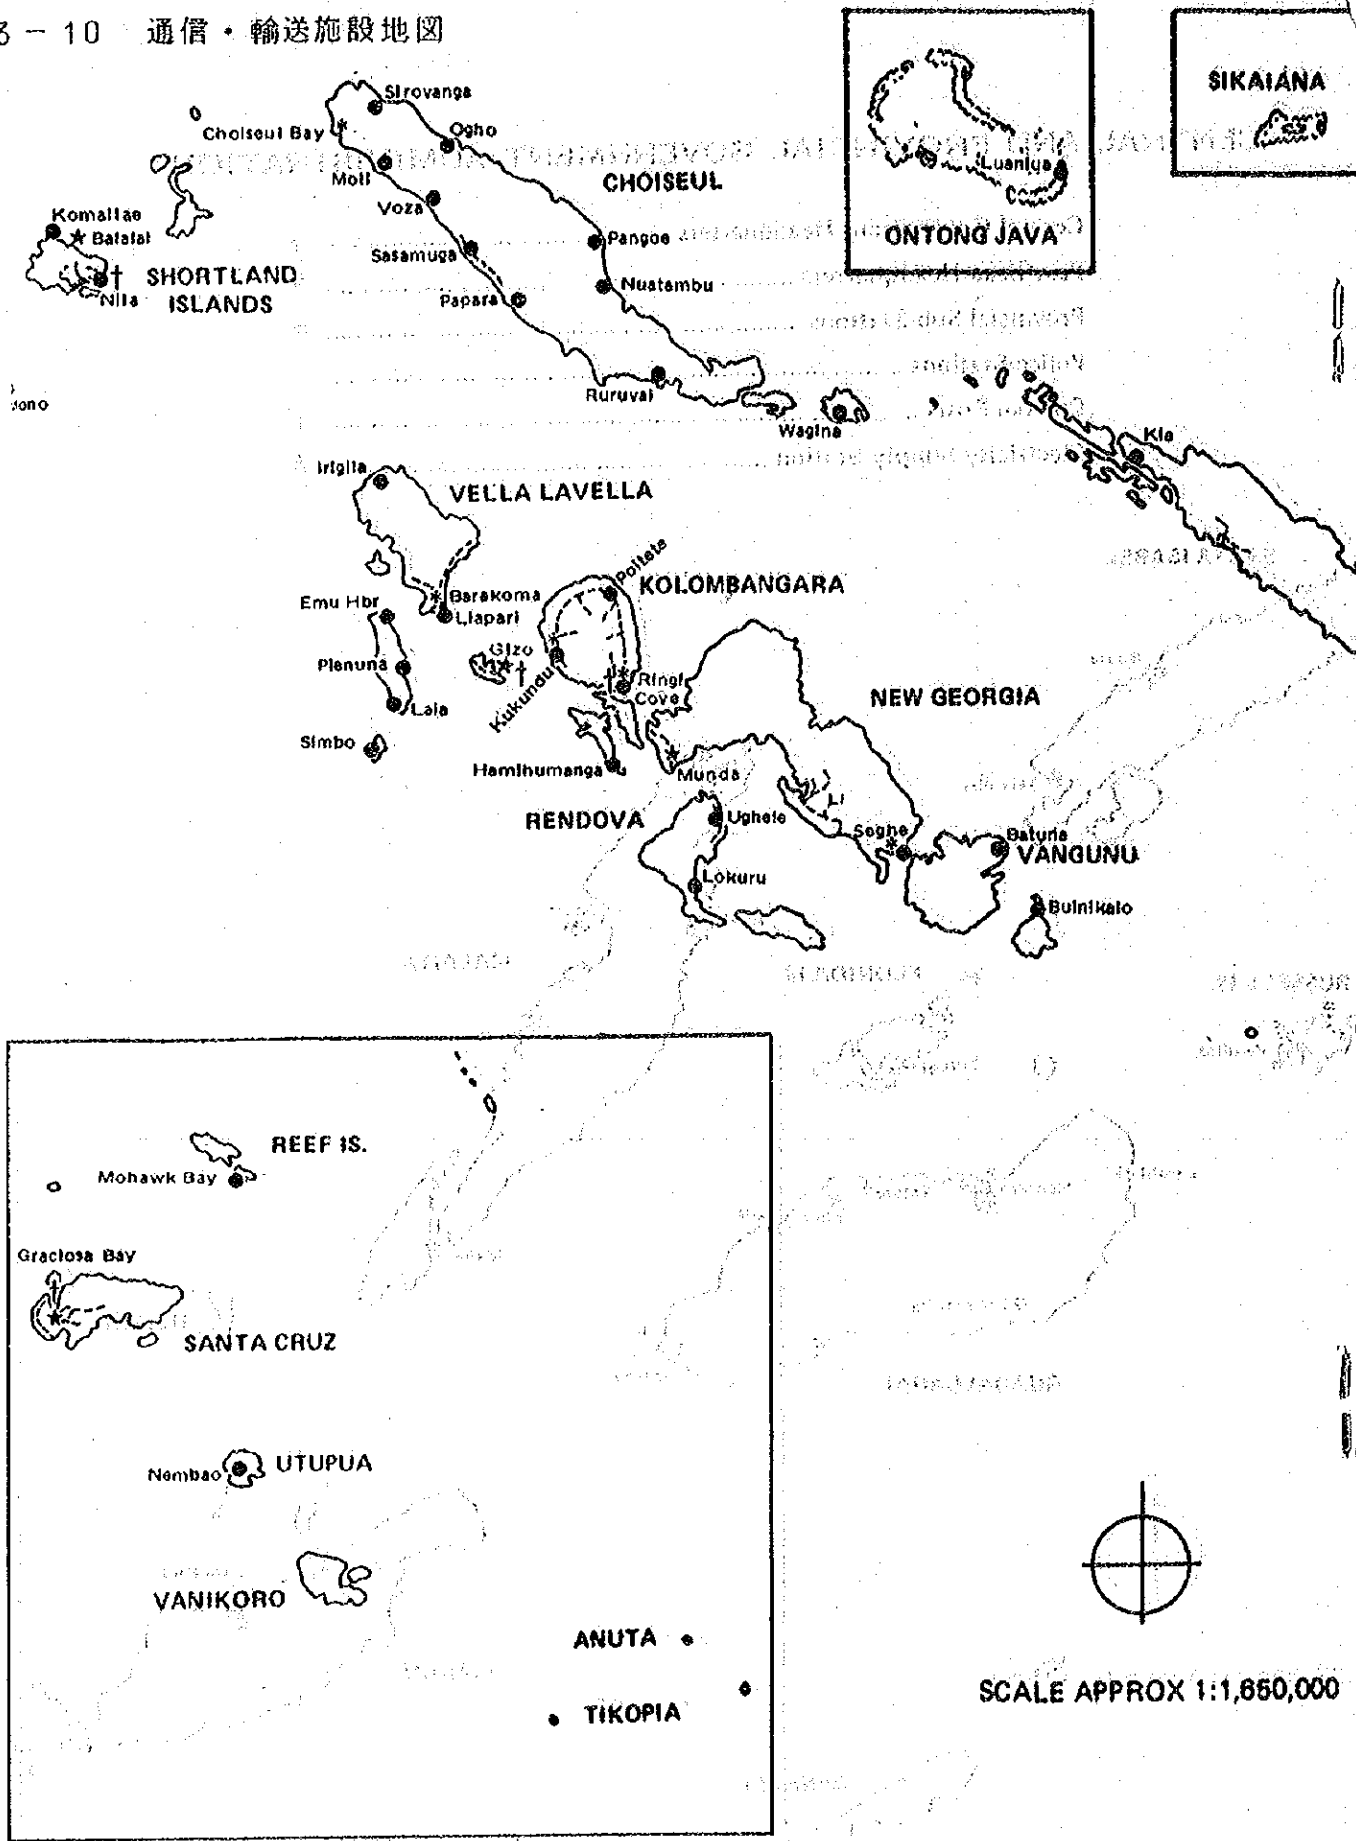 3-10 通信・輸送施設地図
SIKAIANA
Luaniua
ONTONG JAVA
Sirovanga
Choiseul Bay
Ogho
Moli
CHOISEUL
Voza
Komaliae
Balalai
Sasamuga
Pangoe
SHORTLAND
ISLANDS
Nila
Nuatambu
Papara
Ruruvai
Wagina
ono
Kia
Irigila
VELLA LAVELLA
Politete
KOLOMBANGARA
Barakoma
Emu Hbr
Liapari
Gizo
Plenuna
Kukundu
Ringi
Cove
NEW GEORGIA
Lala
Simbo
Hamihumanga
Munda
RENDOVA
Ughele
Seghe
Batuna
VANGUNU
Lokuru
Bulnikalo
REEF IS.
Mohawk Bay
Graciosa Bay
SANTA CRUZ
Nembao
UTUPUA
VANIKORO
ANUTA
TIKOPIA
SCALE APPROX 1:1,650,000